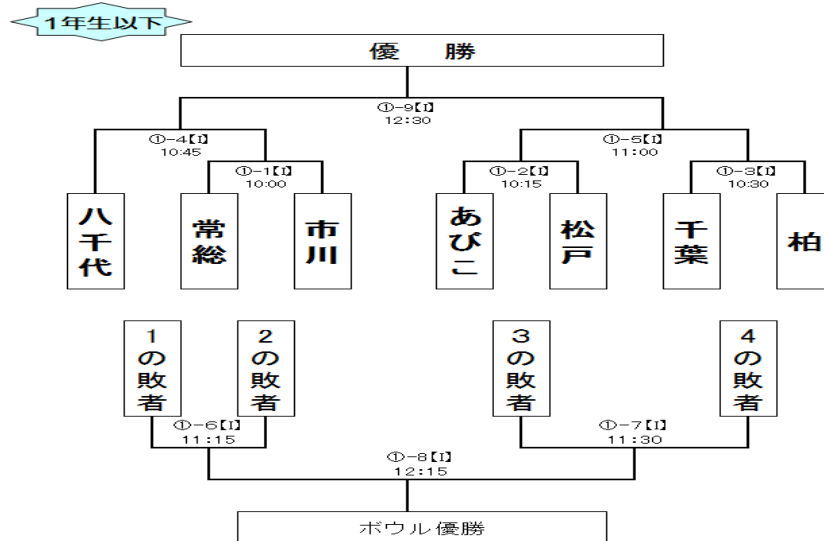 1年生以下
優　勝
①-9【I】
12:30
①-4【I】
10:45
①-5【I】
11:00
①-1【I】
10:00
①-2【I】
10:15
①-3【I】
10:30
八千代
常総
市川
あびこ
松戸
千葉
柏
1の敗者
2の敗者
3の敗者
4の敗者
①-6【I】
11:15
①-7【I】
11:30
①-8【I】
12:15
ボウル優勝